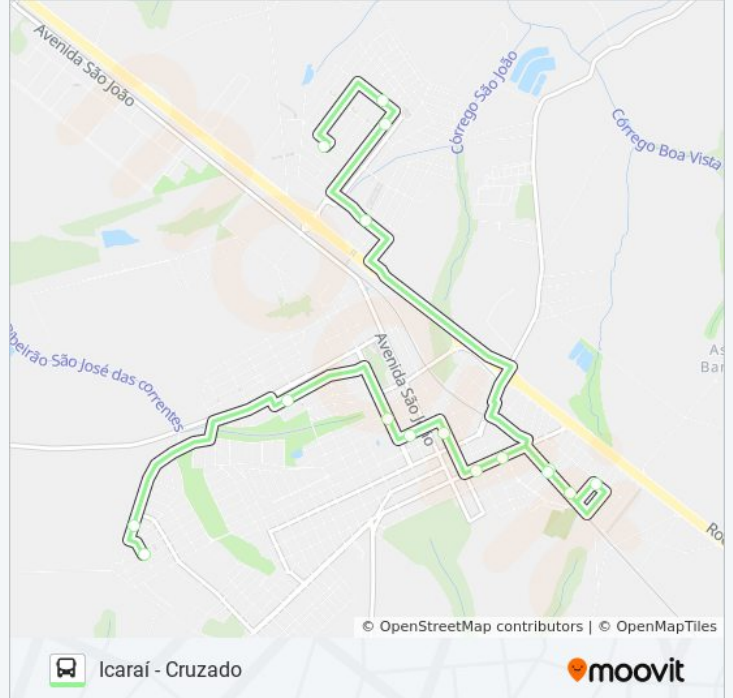 Avenida São João
Córrego São João
Córrego Boa Vista
Ribeirão São José das correntes
Avenida São João
As
Bar
Ro
© OpenStreetMap contributors | © OpenMapTiles
Icaraí - Cruzado
moovit